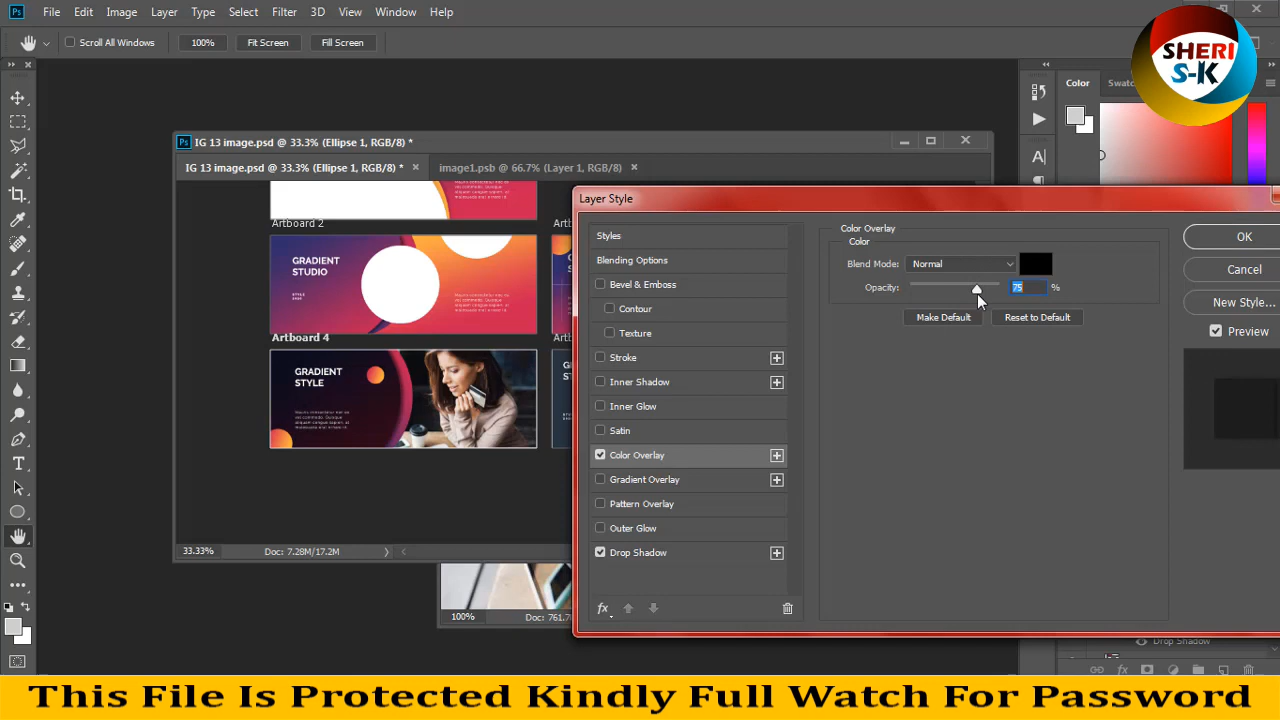 Ps File Edit Image Layer Type Select Filter 3D View Window Help
Scroll All Windows 100% Fit Screen Fill Screen
SHERI
S-K
Color
IG 13 image.psd @ 33.3% (Ellipse 1, RGB/8) *
IG 13 image.psd @ 33.3% (Ellipse 1, RGB/8) * × image1.psb @ 66.7% (Layer 1, RGB/8) ×
Artboard 2
GRADIENT
STUDIO
Artboard 4
GRADIENT
STYLE
33.33% Doc: 7.28M/17.2M
100%
Layer Style
Styles
Blending Options
Bevel & Emboss
Contour
Texture
Stroke
Inner Shadow
Inner Glow
Satin
Color Overlay
Gradient Overlay
Pattern Overlay
Outer Glow
Drop Shadow
fx
Color Overlay
Color
Blend Mode: Normal
Opacity: 75 %
Make Default Reset to Default
OK
Cancel
New Style...
Preview
Drop Shadow
This File Is Protected Kindly Full Watch For Password